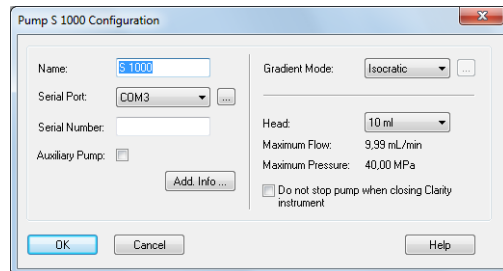 Pump S 1000 Configuration
Name: S 1000
Serial Port: COM3 ...
Serial Number:
Auxiliary Pump:
Add. Info ...
Gradient Mode: Isocratic ...
Head: 10 ml
Maximum Flow: 9,99 mL/min
Maximum Pressure: 40,00 MPa
Do not stop pump when closing Clarity
instrument
OK Cancel Help